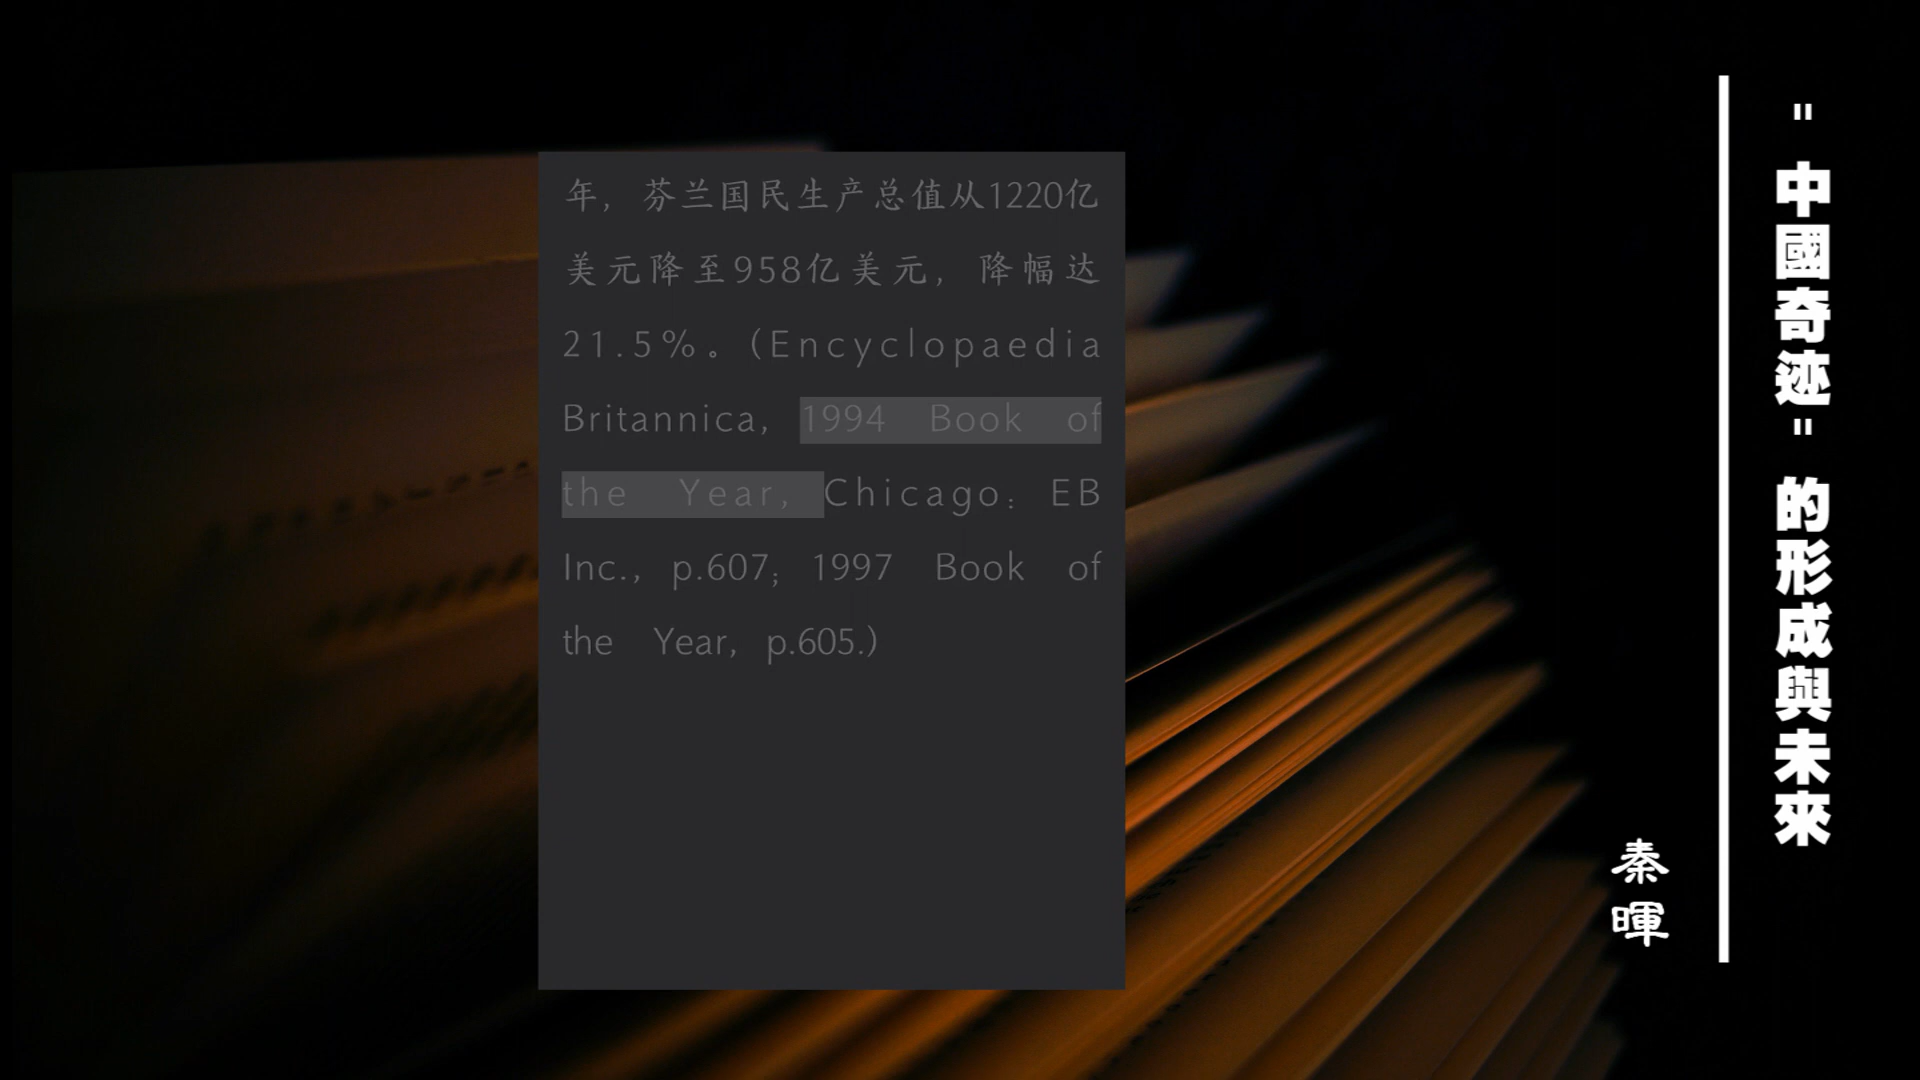 年，芬兰国民生产总值从1220亿
美元降至958亿美元，降幅达
21.5%。(Encyclopaedia
Britannica, 1994 Book of
the Year, Chicago: EB
Inc., p.607; 1997 Book of
the Year, p.605.)
"中國奇迹"的形成與未來
秦暉